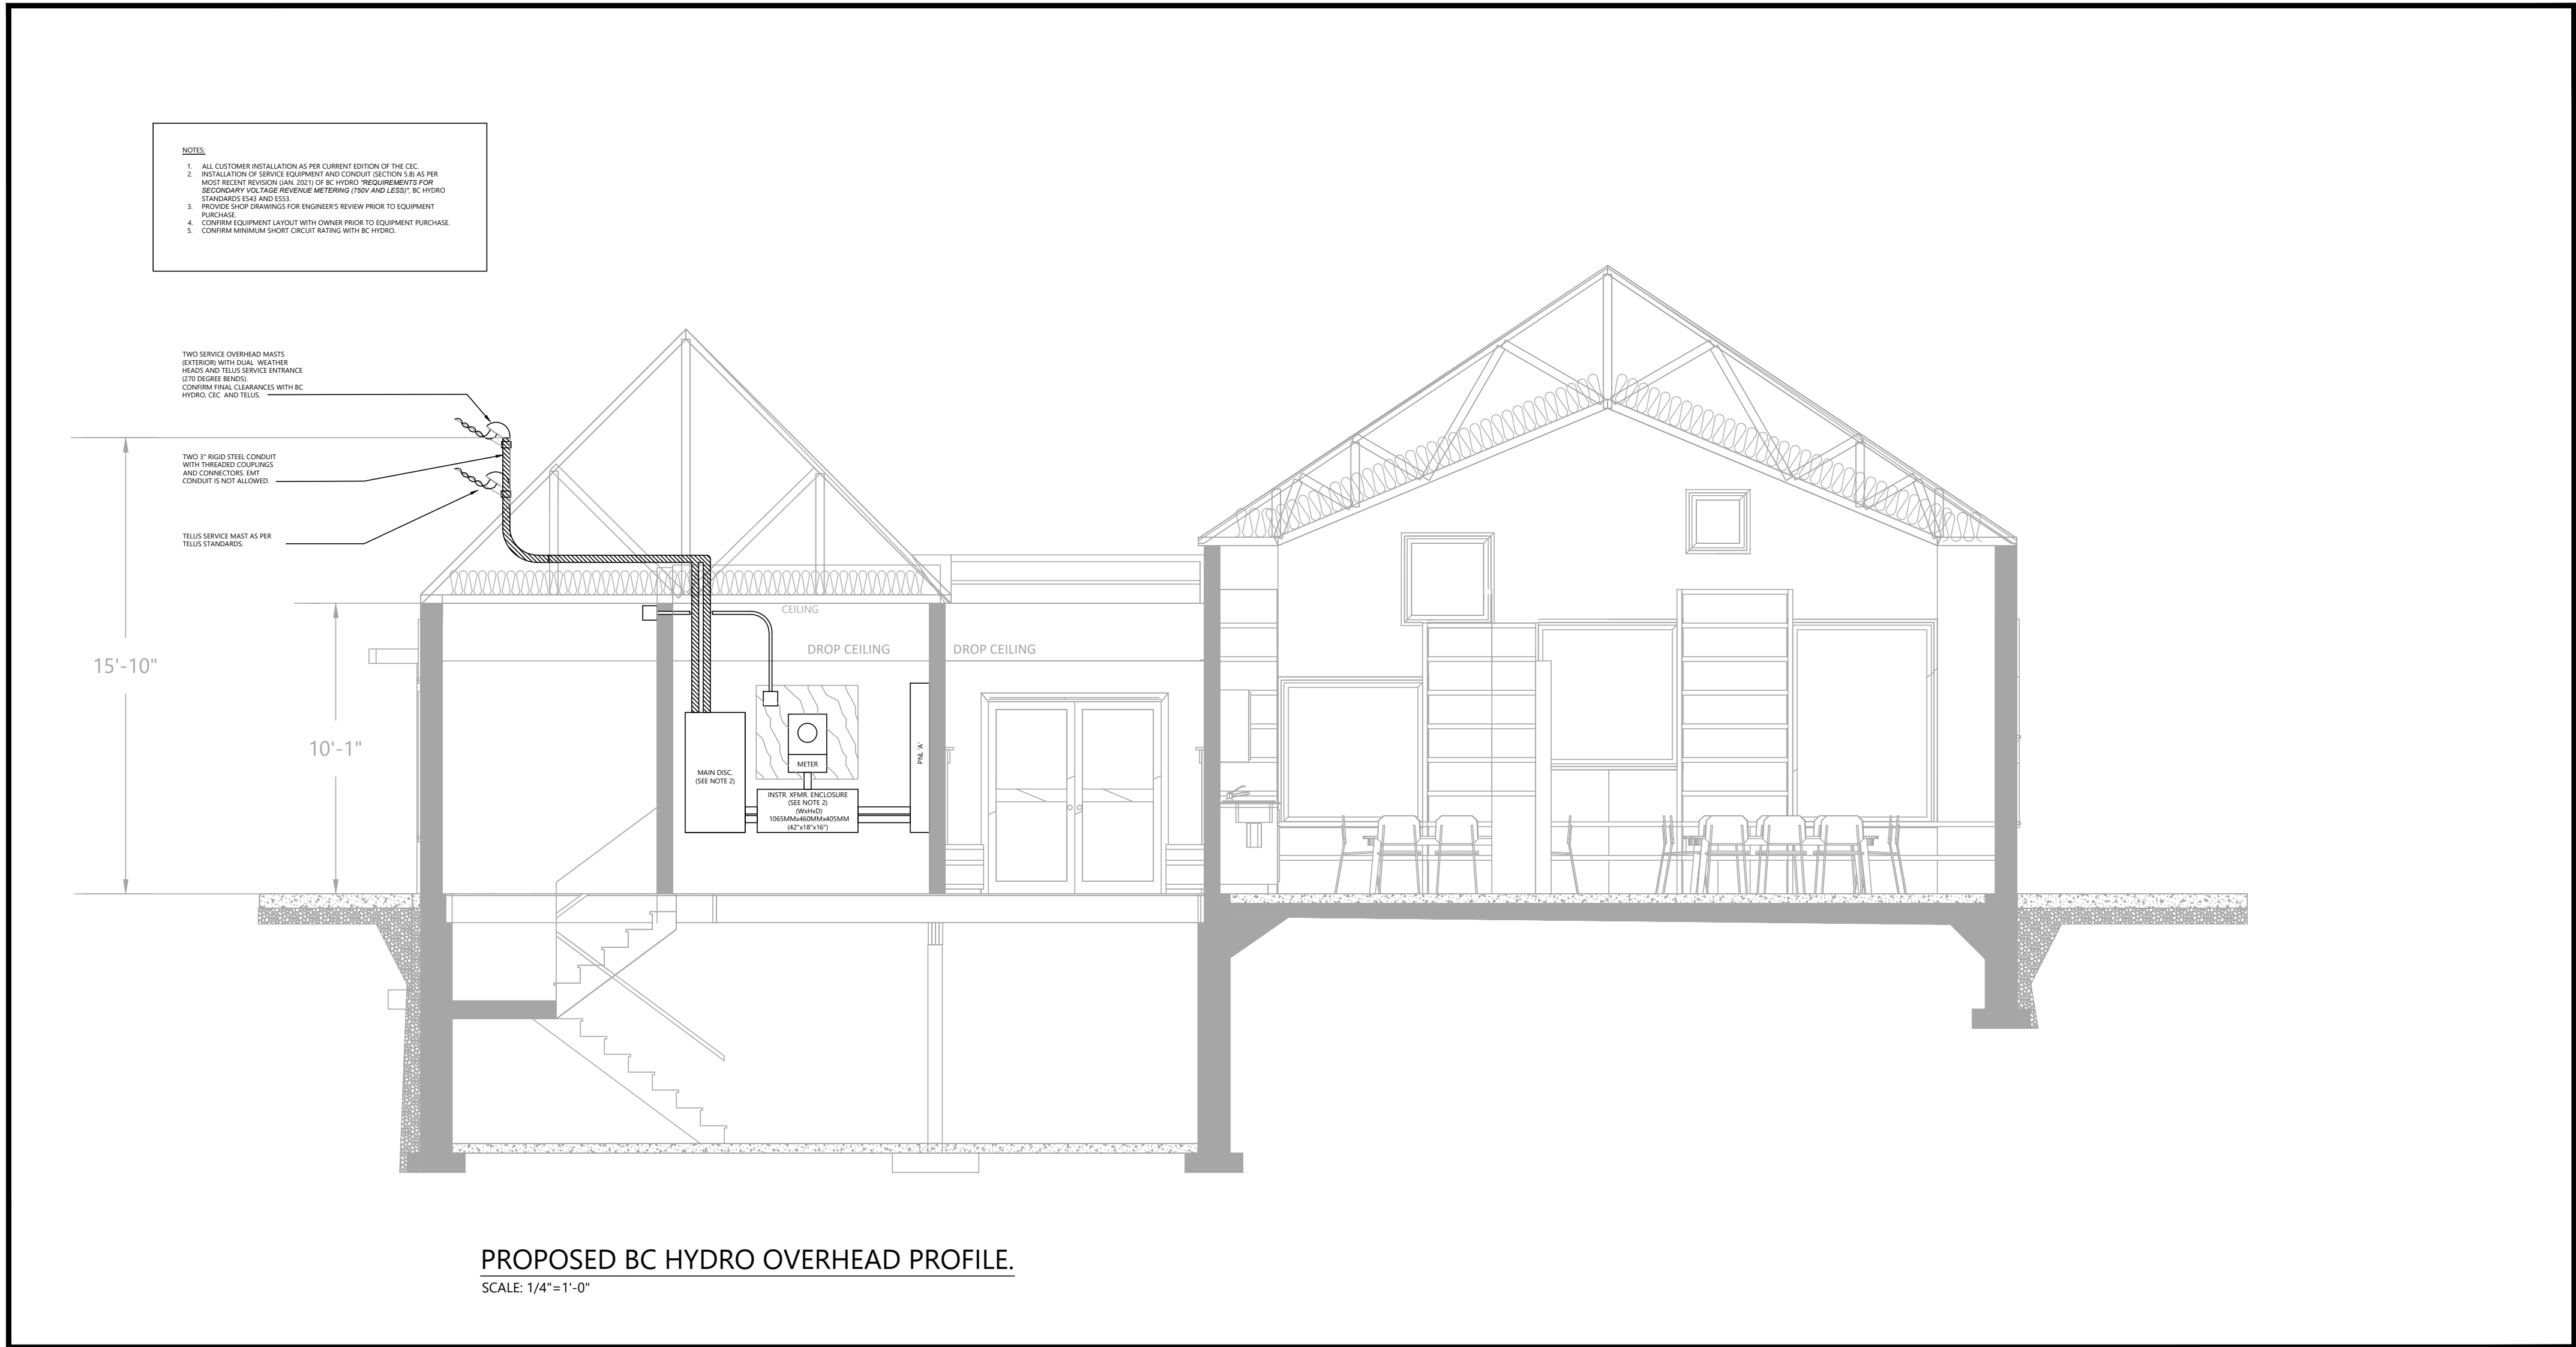 NOTES:
1. ALL CUSTOMER INSTALLATION AS PER CURRENT EDITION OF THE CEC.
2. INSTALLATION OF SERVICE EQUIPMENT AND CONDUIT (SECTION 5.8) AS PER
MOST RECENT REVISION (JAN. 2021) OF BC HYDRO "REQUIREMENTS FOR
SECONDARY VOLTAGE REVENUE METERING (750V AND LESS)", BC HYDRO
STANDARDS ES43 AND ES53.
3. PROVIDE SHOP DRAWINGS FOR ENGINEER'S REVIEW PRIOR TO EQUIPMENT
PURCHASE.
4. CONFIRM EQUIPMENT LAYOUT WITH OWNER PRIOR TO EQUIPMENT PURCHASE.
5. CONFIRM MINIMUM SHORT CIRCUIT RATING WITH BC HYDRO.
TWO SERVICE OVERHEAD MASTS
(EXTERIOR) WITH DUAL WEATHER
HEADS AND TELUS SERVICE ENTRANCE
(270 DEGREE BENDS).
CONFIRM FINAL CLEARANCES WITH BC
HYDRO, CEC AND TELUS.
TWO 3" RIGID STEEL CONDUIT
WITH THREADED COUPLINGS
AND CONNECTORS. EMT
CONDUIT IS NOT ALLOWED.
TELUS SERVICE MAST AS PER
TELUS STANDARDS.
15'-10"
10'-1"
CEILING
DROP CEILING
DROP CEILING
MAIN DISC.
(SEE NOTE 2)
METER
INSTR. XFMR. ENCLOSURE
(SEE NOTE 2)
(WxHxD)
1065MMx460MMx405MM
(42"x18"x16")
PNL 'A'
PROPOSED BC HYDRO OVERHEAD PROFILE.
SCALE: 1/4"=1'-0"